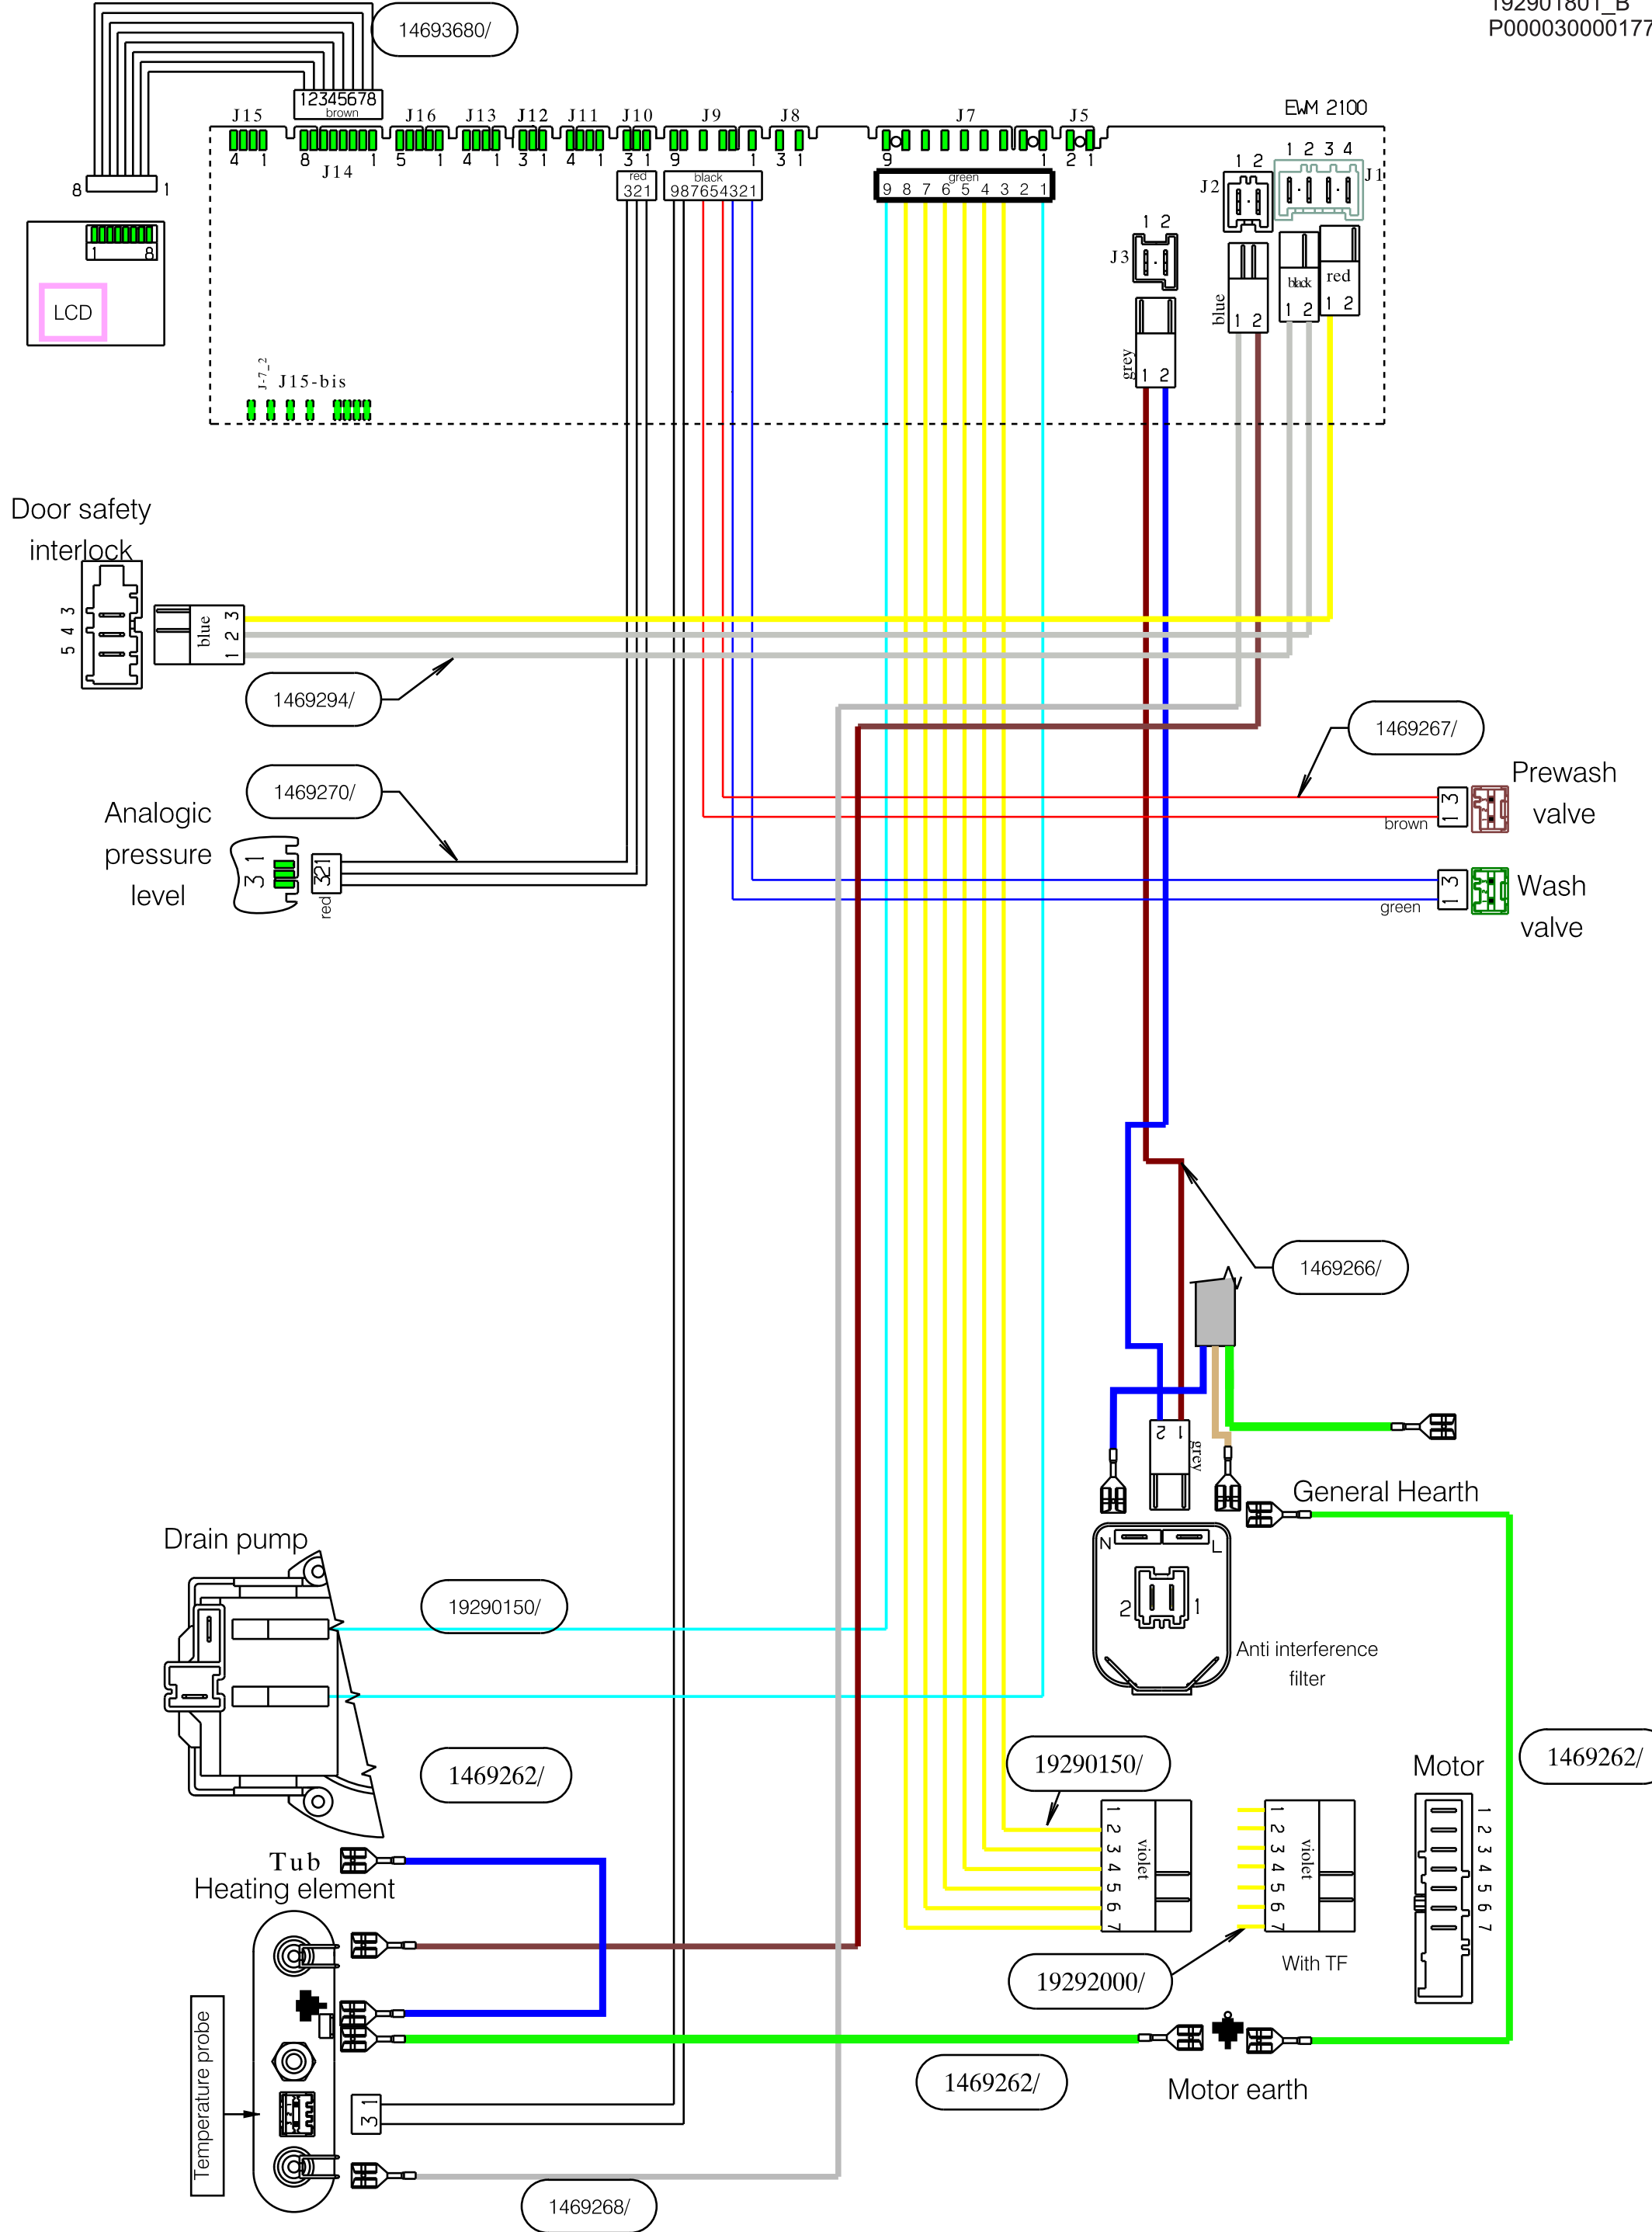 192901801_B
P000030000177
14693680/
12345678
brown
J15 J16 J13 J12 J11 J10 J9 J8 J7 J5 EWM 2100
4 1 8 1 5 1 4 1 3 1 4 1 3 1 9 1 3 1 9 1 2 1
J14
8 1
1 8
LCD
red
321
black
987654321
green
9 8 7 6 5 4 3 2 1
1 2 3 4
J1
1 2
J2
1 2
J3
black
1 2
red
1 2
blue
1 2
grey
1 2
J-7_2
J15-bis
Door safety
interlock
5 4 3
blue
1 2 3
1469294/
1469267/
Prewash
valve
1 3
brown
1469270/
Analogic
pressure
level
3 1
321
red
Wash
valve
1 3
green
1469266/
2 1
grey
General Hearth
N L
2 1
Anti interference
filter
Drain pump
19290150/
1469262/
19290150/
1 2 3 4 5 6 7
violet
1 2 3 4 5 6 7
violet
With TF
19292000/
Motor
1 2 3 4 5 6 7
1469262/
Tub
Heating element
Temperature probe
3 1
1469262/
Motor earth
1469268/